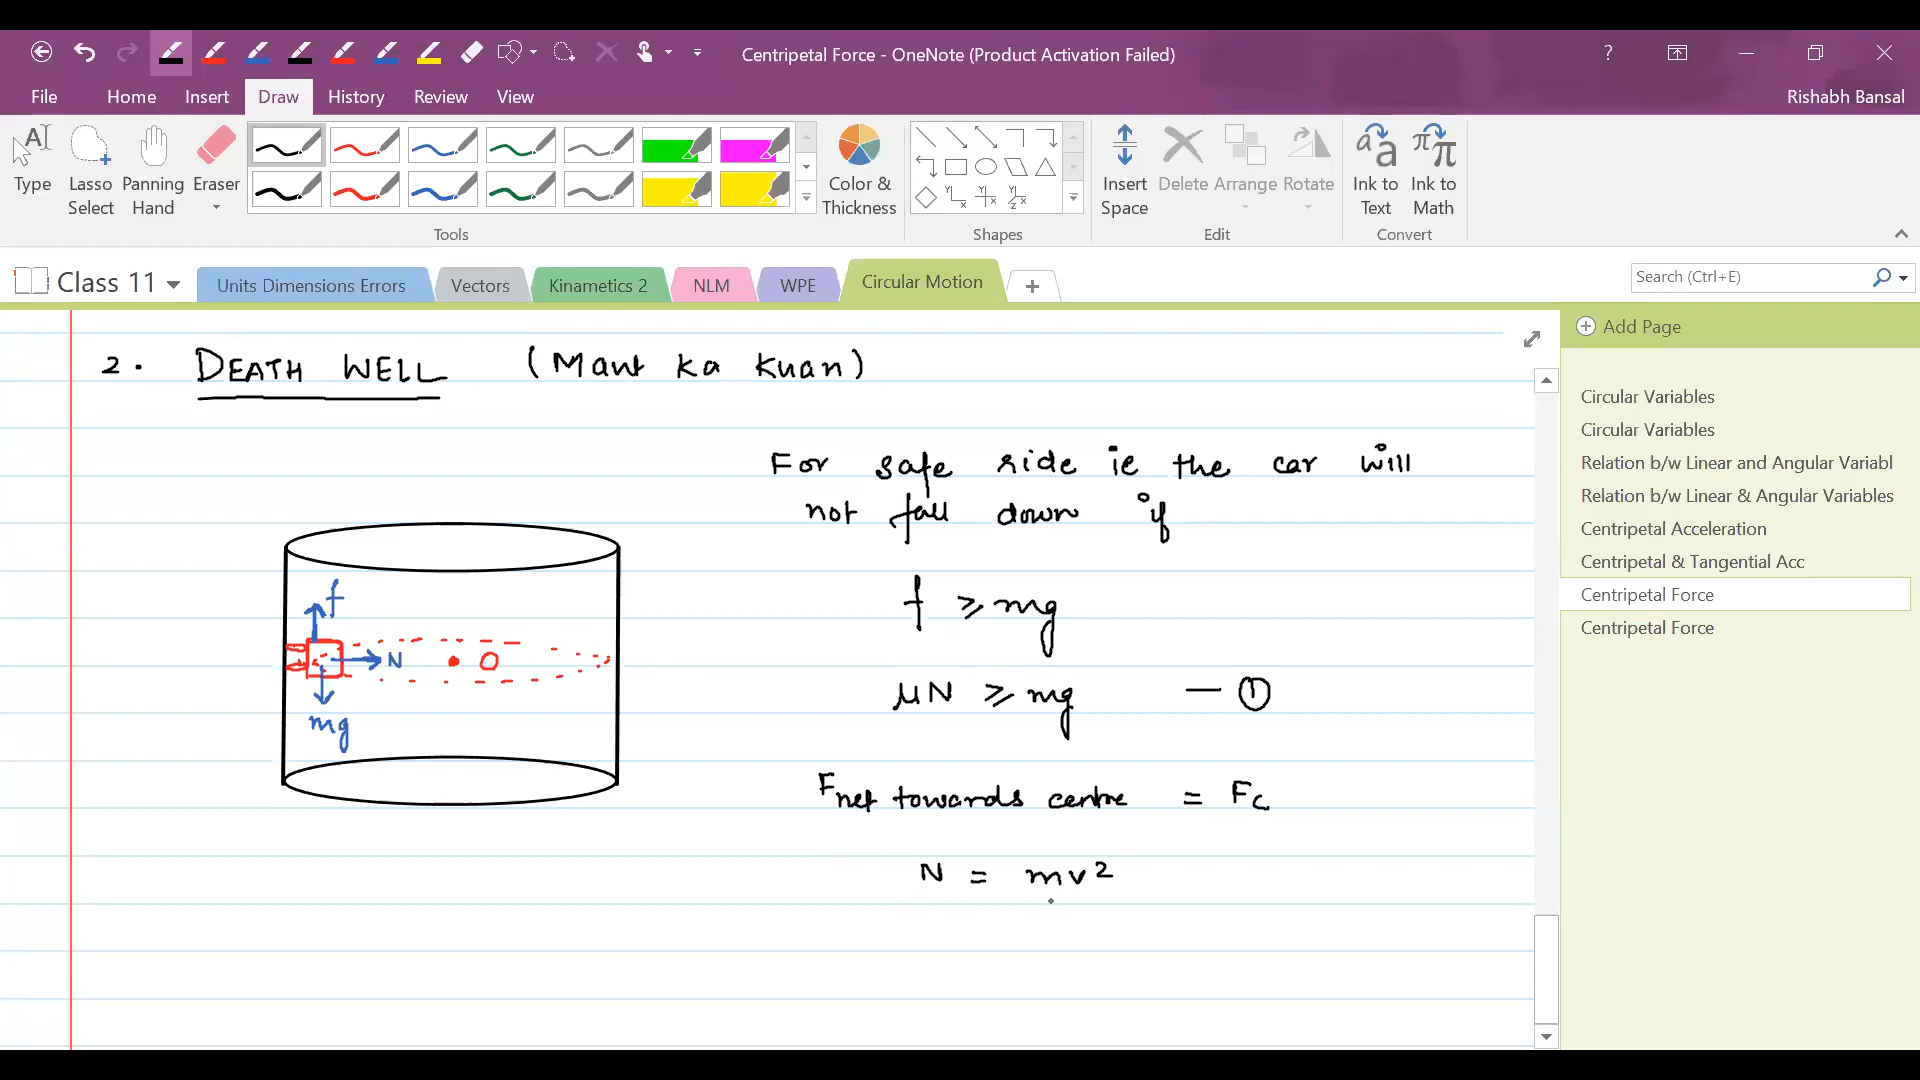 Centripetal Force - OneNote (Product Activation Failed)
?
File Home Insert Draw History Review View
Rishabh Bansal
Type
Lasso Select
Panning Hand
Eraser
Color & Thickness
Insert Space
Delete
Arrange
Rotate
Ink to Text
Ink to Math
Tools
Shapes
Edit
Convert
Class 11
Units Dimensions Errors
Vectors
Kinametics 2
NLM
WPE
Circular Motion
Search (Ctrl+E)
Add Page
Circular Variables
Circular Variables
Relation b/w Linear and Angular Variabl
Relation b/w Linear & Angular Variables
Centripetal Acceleration
Centripetal & Tangential Acc
Centripetal Force
Centripetal Force
2. DEATH WELL (Maut ka Kuan)
For safe ride ie the car will
not fall down if
f ≥ mg
μN ≥ mg — ①
Fnet towards centre = Fc
N = mv²
f
N
O
mg